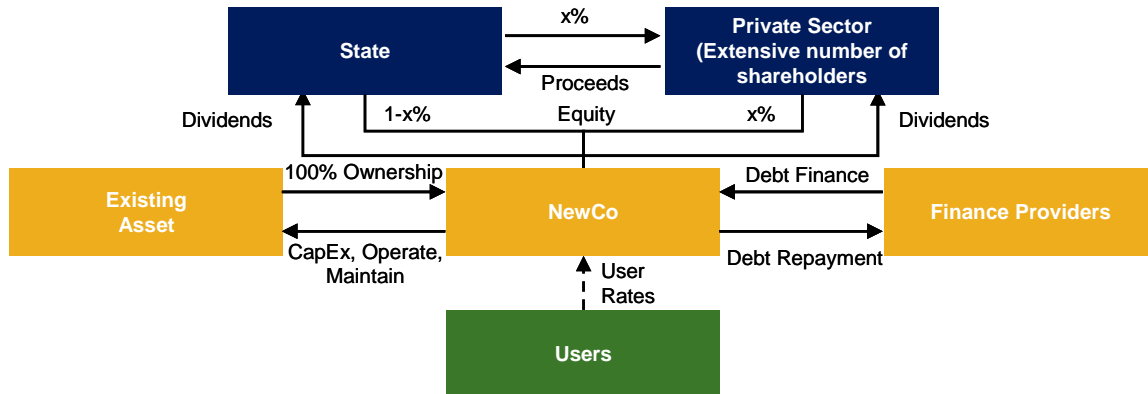 x%
State
Private Sector
(Extensive number of
shareholders
Proceeds
Dividends
1-x%
Equity
x%
Dividends
100% Ownership
Debt Finance
Existing
Asset
NewCo
Finance Providers
CapEx, Operate,
Maintain
Debt Repayment
User
Rates
Users